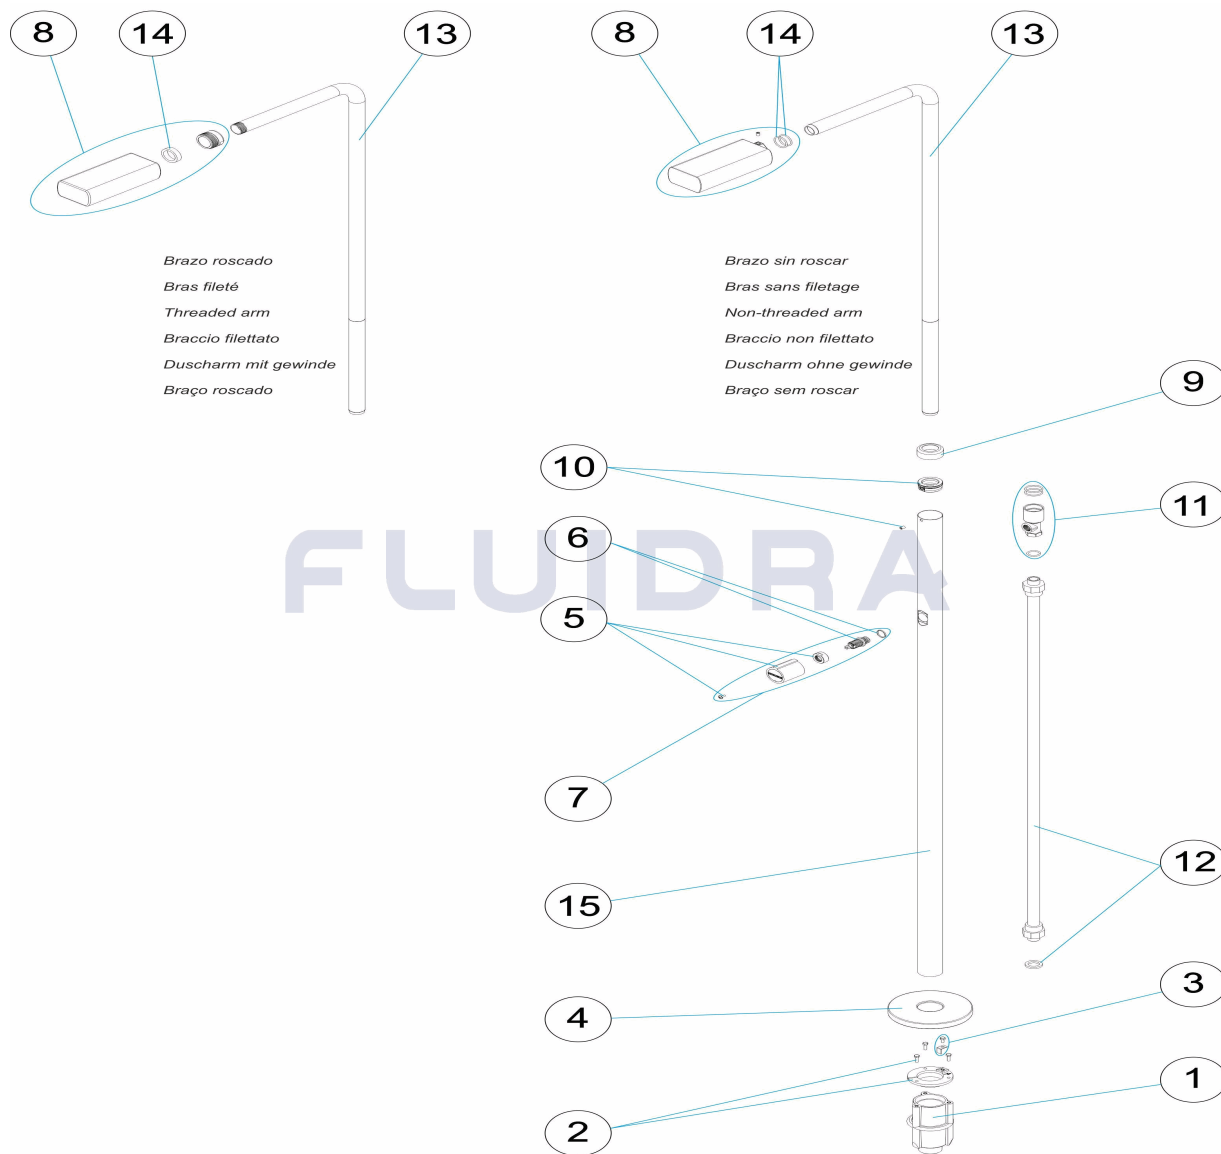 8 14 13
8 14 13
Brazo roscado
Bras fileté
Threaded arm
Braccio filettato
Duscharm mit gewinde
Braço roscado
Brazo sin roscar
Bras sans filetage
Non-threaded arm
Braccio non filettato
Duscharm ohne gewinde
Braço sem roscar
9
10
11
6
FLUIDRA
5
7
12
15
3
4
1
2